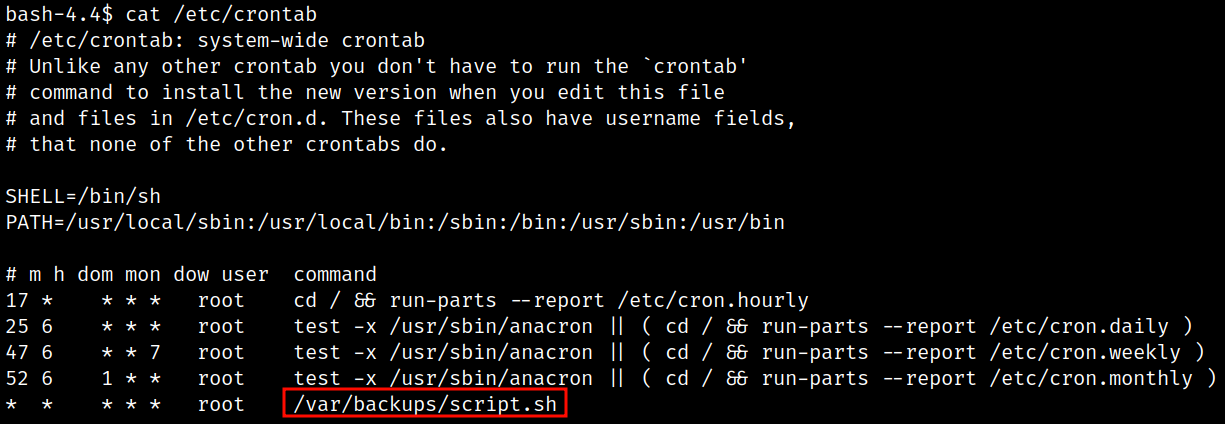 bash-4.4$ cat /etc/crontab
# /etc/crontab: system-wide crontab
# Unlike any other crontab you don't have to run the `crontab'
# command to install the new version when you edit this file
# and files in /etc/cron.d. These files also have username fields,
# that none of the other crontabs do.

SHELL=/bin/sh
PATH=/usr/local/sbin:/usr/local/bin:/sbin:/bin:/usr/sbin:/usr/bin

# m h dom mon dow user  command
17 *    * * *   root    cd / && run-parts --report /etc/cron.hourly
25 6    * * *   root    test -x /usr/sbin/anacron || ( cd / && run-parts --report /etc/cron.daily )
47 6    * * 7   root    test -x /usr/sbin/anacron || ( cd / && run-parts --report /etc/cron.weekly )
52 6    1 * *   root    test -x /usr/sbin/anacron || ( cd / && run-parts --report /etc/cron.monthly )
*  *    * * *   root    /var/backups/script.sh